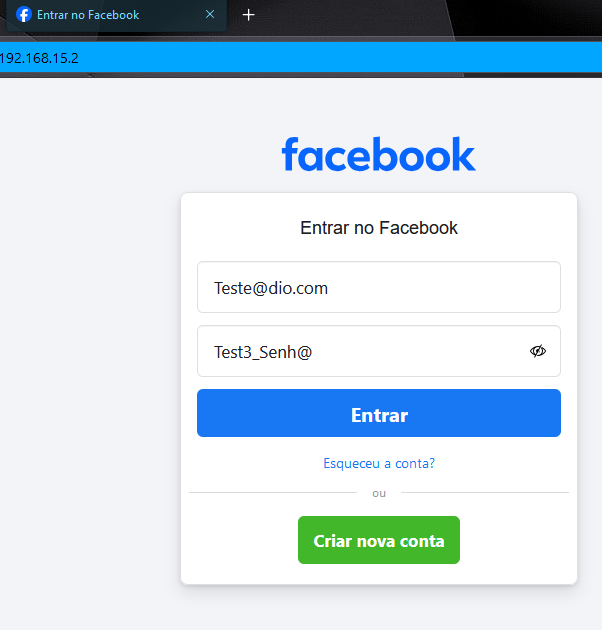 Entrar no Facebook
192.168.15.2
facebook
Entrar no Facebook
Teste@dio.com
Test3_Senh@
Entrar
Esqueceu a conta?
ou
Criar nova conta